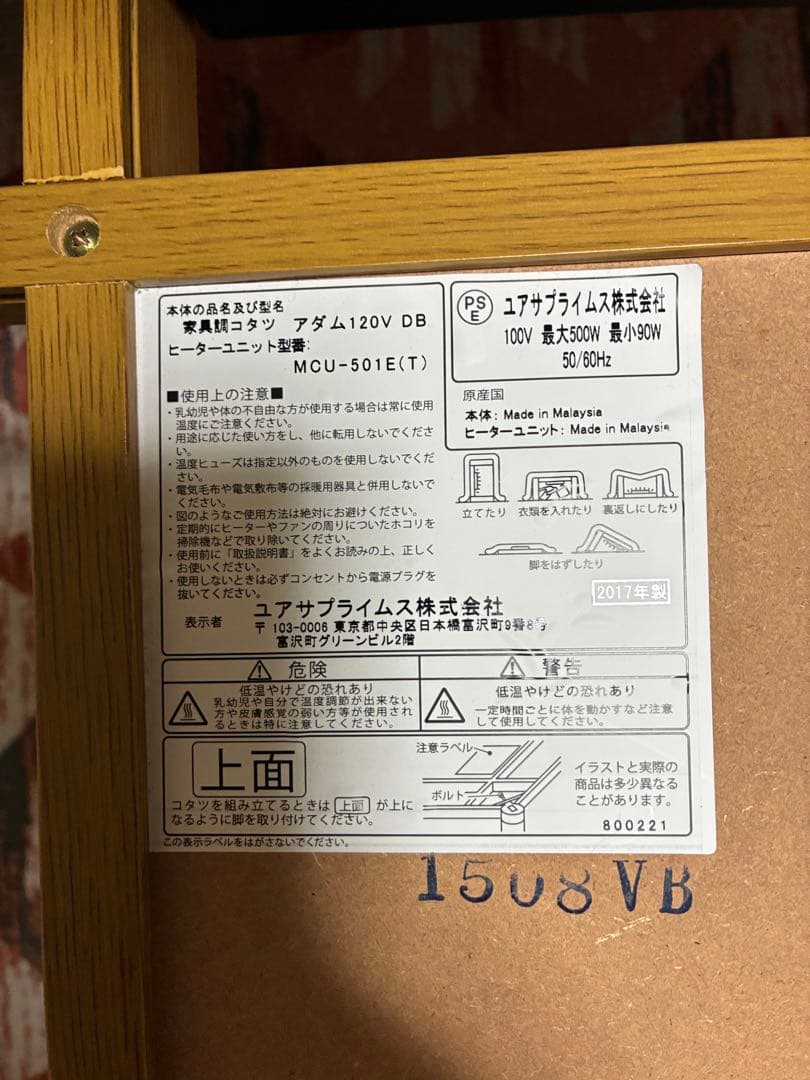 本体の品名及び型名
家具調コタツ アダム120V DB
ヒーターユニット型番:
MCU-501E(T)
PS
E
ユアサプライムス株式会社
100V 最大500W 最小90W
50/60Hz
原産国
本体: Made in Malaysia
ヒーターユニット: Made in Malaysia
■使用上の注意■
・乳幼児や体の不自由な方が使用する場合は常に使用
温度にご注意ください。
・用途に応じた使い方をし、他に転用しないでくださ
い。
・温度ヒューズは指定以外のものを使用しないでくだ
さい。
・電気毛布や電気敷布等の採暖用器具と併用しないで
ください。
・図のようなご使用方法は絶対にお避けください。
・定期的にヒーターやファンの周りについたホコリを
掃除機などで取り除いてください。
・使用前に「取扱説明書」をよくお読みの上、正しく
お使いください。
・使用しないときは必ずコンセントから電源プラグを
抜いてください。
立てたり 衣類を入れたり 裏返しにしたり
脚をはずしたり
2017年製
表示者
ユアサプライムス株式会社
〒103-0006 東京都中央区日本橋富沢町9番8号
富沢町グリーンビル2階
危険
低温やけどの恐れあり
乳幼児や自分で温度調節が出来ない
方や皮膚感覚の弱い方等が使用され
るときは特に注意してください。
警告
低温やけどの恐れあり
一定時間ごとに体を動かすなど注意
して使用してください。
上面
コタツを組み立てるときは 上面 が上に
なるように脚を取り付けてください。
注意ラベル
ボルト
イラストと実際の
商品は多少異なる
ことがあります。
800221
この表示ラベルをはがさないでください。
1508VB